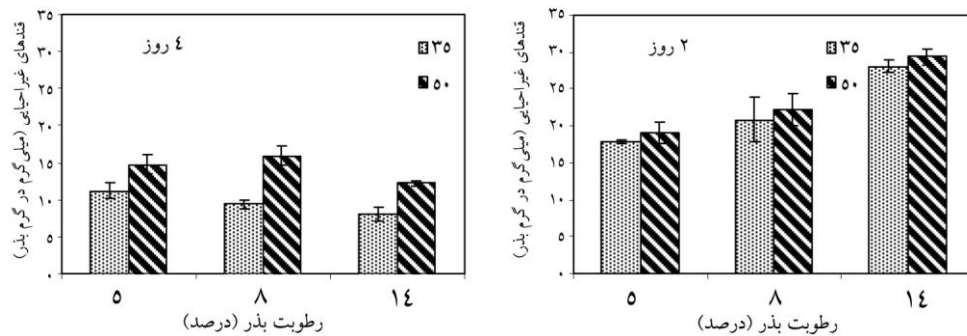 قندهای غیراحیایی (میلی‌گرم در گرم بذر)
۳۵
۳۰
۲۵
۲۰
۱۵
۱۰
۵
۰
۲ روز
۳۵
۵۰
۵ ۸ ۱۴
رطوبت بذر (درصد)
قندهای غیراحیایی (میلی‌گرم در گرم بذر)
۳۵
۳۰
۲۵
۲۰
۱۵
۱۰
۵
۰
٤ روز
۳۵
۵۰
۵ ۸ ۱٤
رطوبت بذر (درصد)